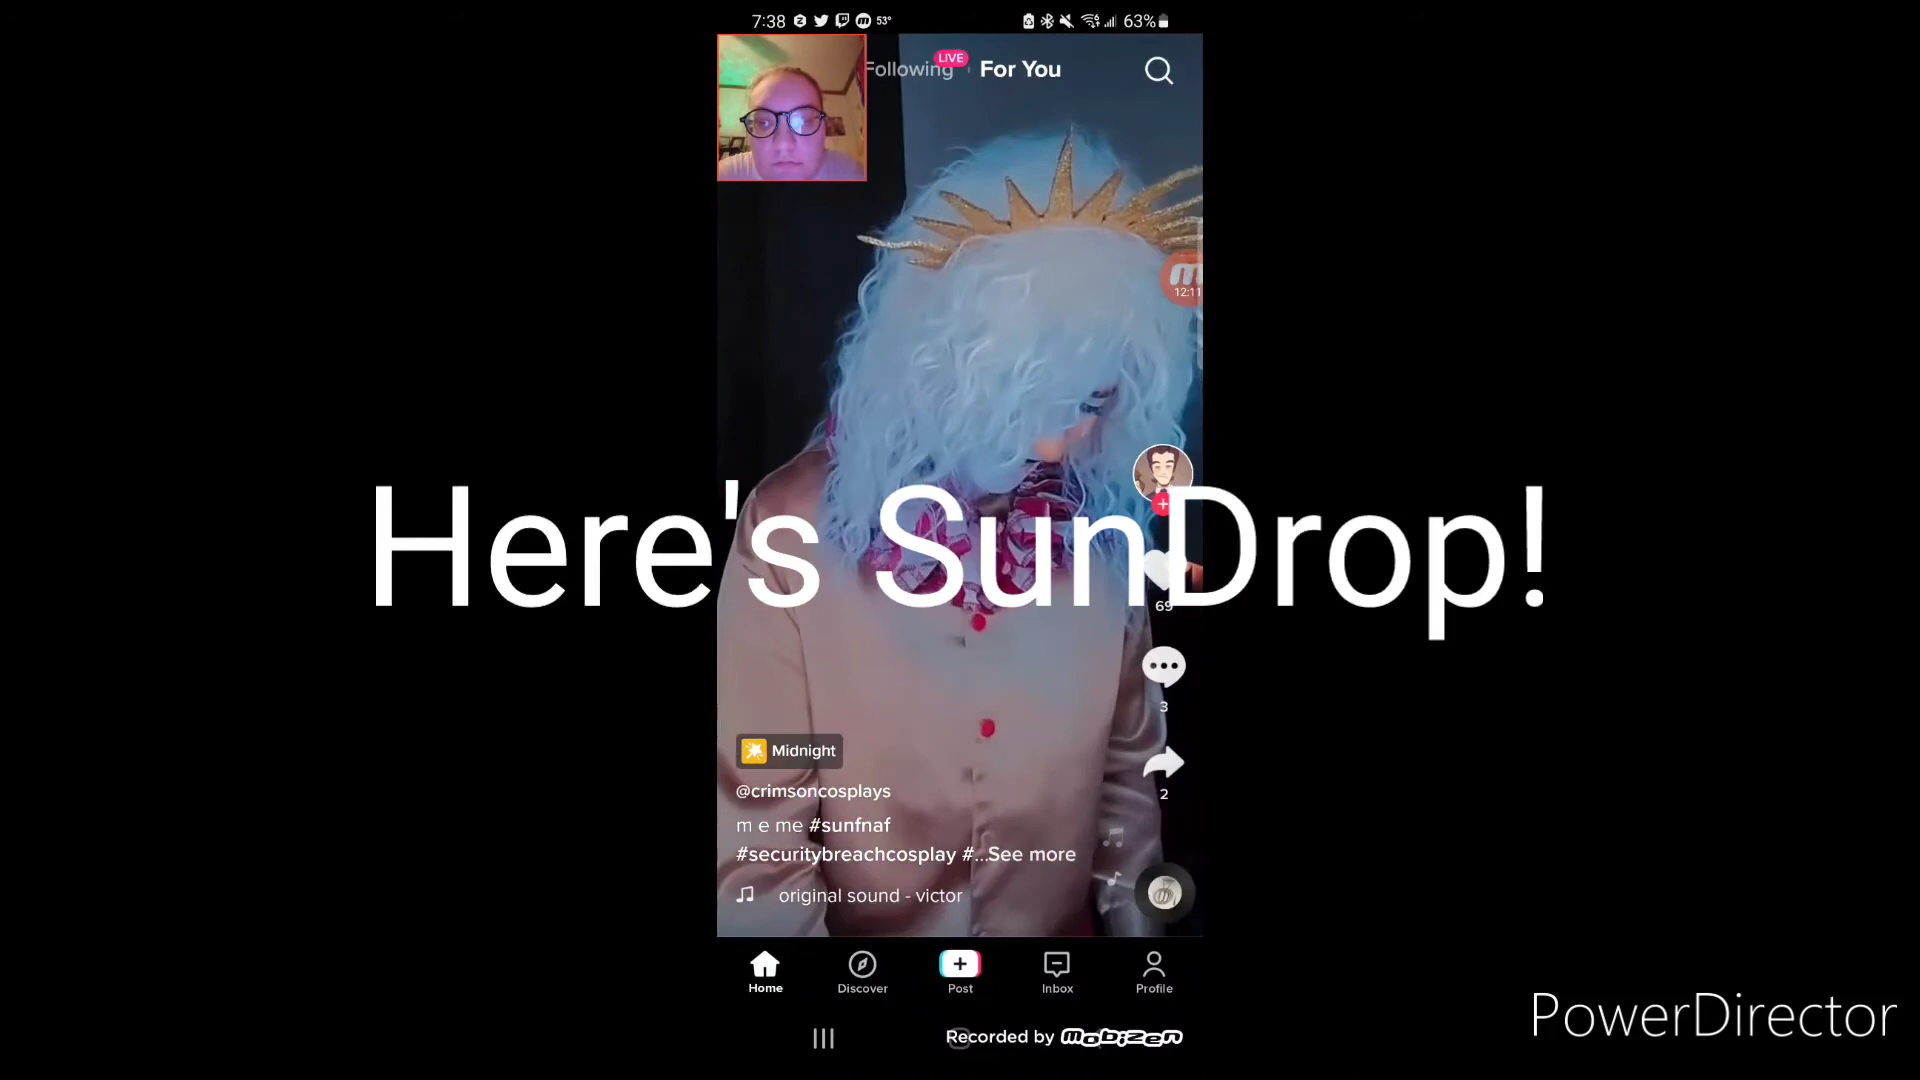 7:38
53°
63%
Following
LIVE
For You
12:11
Here's SunDrop!
69
3
2
Midnight
@crimsoncosplays
m e me #sunfnaf
#securitybreachcosplay #...See more
original sound - victor
Home
Discover
Post
Inbox
Profile
Recorded by mobizen
PowerDirector